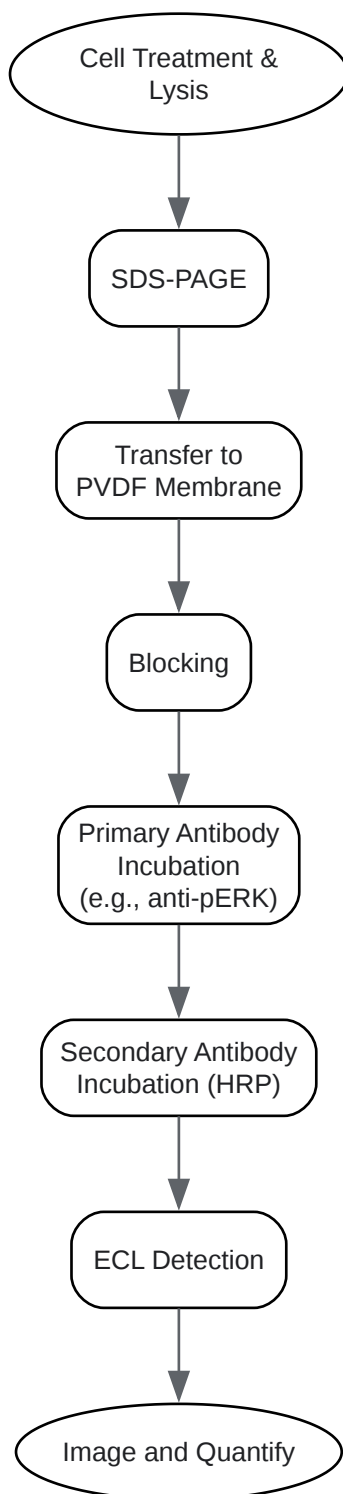 Cell Treatment &
Lysis
SDS-PAGE
Transfer to
PVDF Membrane
Blocking
Primary Antibody
Incubation
(e.g., anti-pERK)
Secondary Antibody
Incubation (HRP)
ECL Detection
Image and Quantify